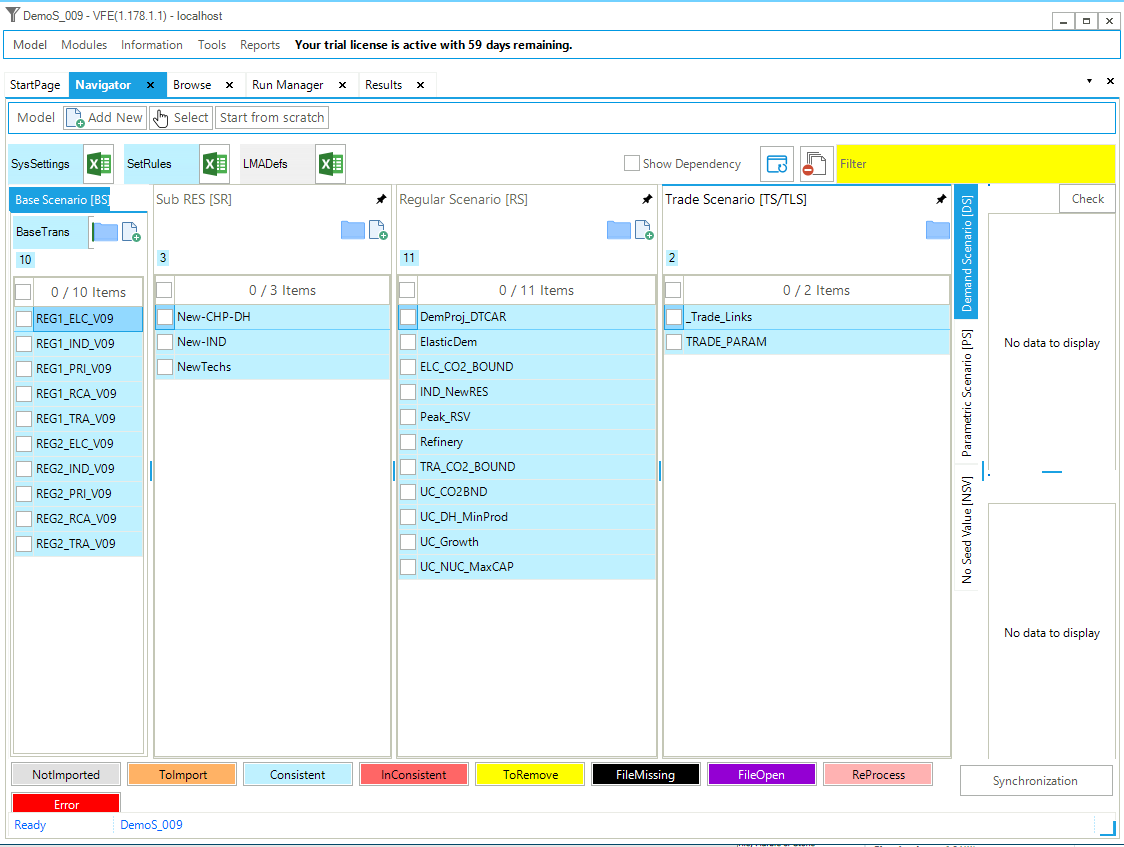 DemoS_009 - VFE(1.178.1.1) - localhost
Model Modules Information Tools Reports Your trial license is active with 59 days remaining.
StartPage Navigator Browse Run Manager Results
Model Add New Select Start from scratch
SysSettings SetRules LMADefs Show Dependency Filter
Base Scenario [BS] Sub RES [SR] Regular Scenario [RS] Trade Scenario [TS/TLS] Check
BaseTrans
10 3 11 2
0 / 10 Items 0 / 3 Items 0 / 11 Items 0 / 2 Items
REG1_ELC_V09 New-CHP-DH DemProj_DTCAR _Trade_Links
REG1_IND_V09 New-IND ElasticDem TRADE_PARAM No data to display
REG1_PRI_V09 NewTechs ELC_CO2_BOUND
REG1_RCA_V09 IND_NewRES
REG1_TRA_V09 Peak_RSV
REG2_ELC_V09 Refinery
REG2_IND_V09 TRA_CO2_BOUND
REG2_PRI_V09 UC_CO2BND
REG2_RCA_V09 UC_DH_MinProd
REG2_TRA_V09 UC_Growth
UC_NUC_MaxCAP
Demand Scenario [DS]
Parametric Scenario [PS]
No Seed Value [NSV]
No data to display
NotImported ToImport Consistent InConsistent ToRemove FileMissing FileOpen ReProcess Synchronization
Error
Ready DemoS_009